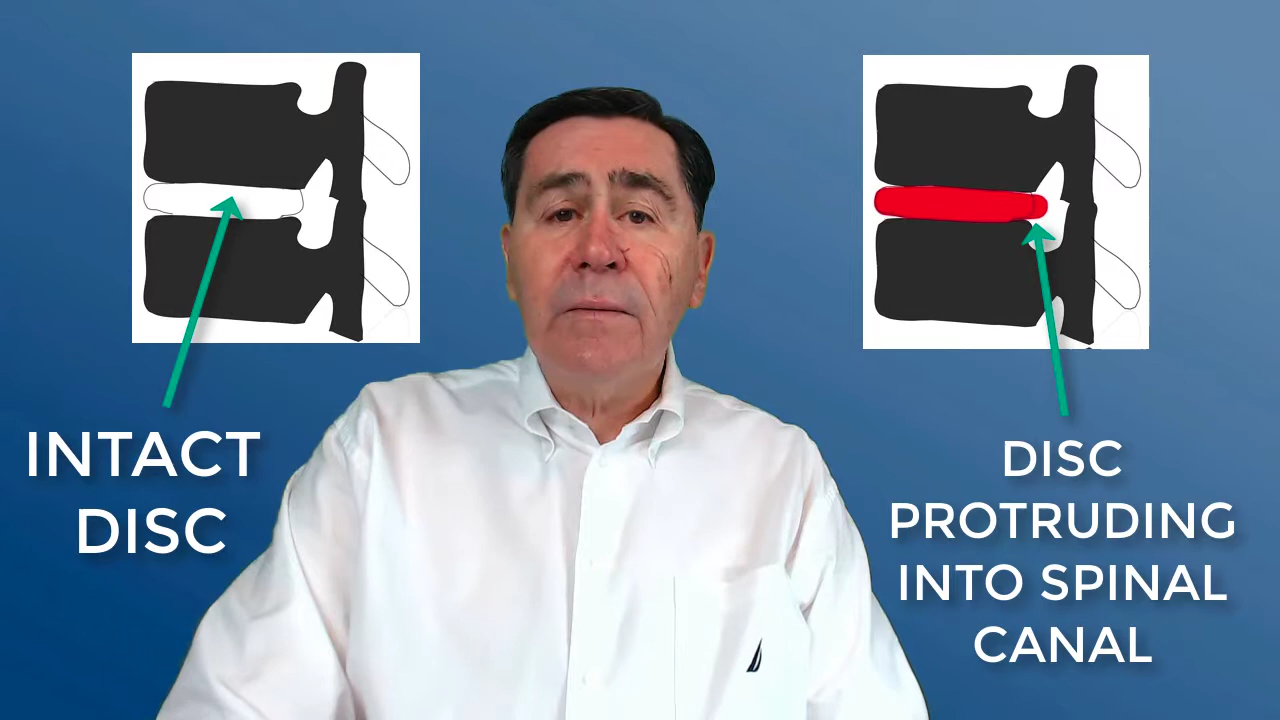 INTACT
DISC
DISC
PROTRUDING
INTO SPINAL
CANAL